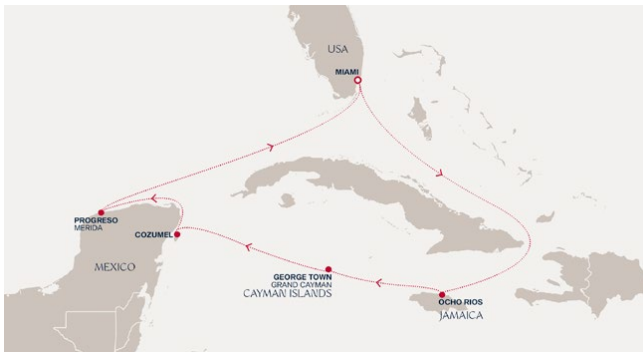 USA
MIAMI
PROGRESO
MERIDA
COZUMEL
MEXICO
GEORGE TOWN
GRAND CAYMAN
CAYMAN ISLANDS
OCHO RIOS
JAMAICA